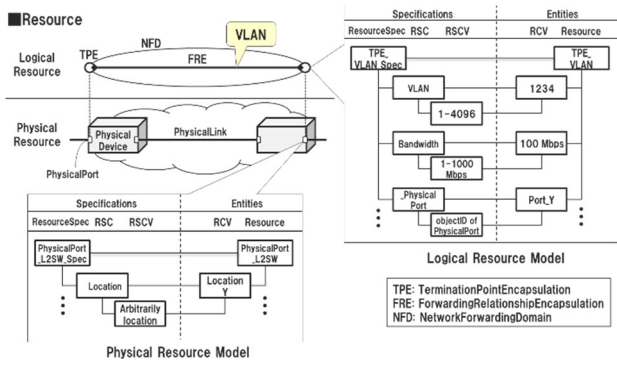 ■Resource
Logical
Resource
TPE
NFD
FRE
VLAN
Physical
Resource
Physical
Device
PhysicalLink
PhysicalPort
Specifications Entities
ResourceSpec RSC RSCV RCV Resource
TPE_
VLAN_Spec
TPE_
VLAN
VLAN
1234
1-4096
Bandwidth
100 Mbps
1-1000
Mbps
_Physical
Port
Port_Y
objectID of
PhysicalPort
Logical Resource Model
Specifications Entities
ResourceSpec RSC RSCV RCV Resource
PhysicalPort
_L2SW_Spec
PhysicalPort
_L2SW
Location
Location
Y
Arbitrarily
location
Physical Resource Model
TPE: TerminationPointEncapsulation
FRE: ForwardingRelationshipEncapsulation
NFD: NetworkForwardingDomain